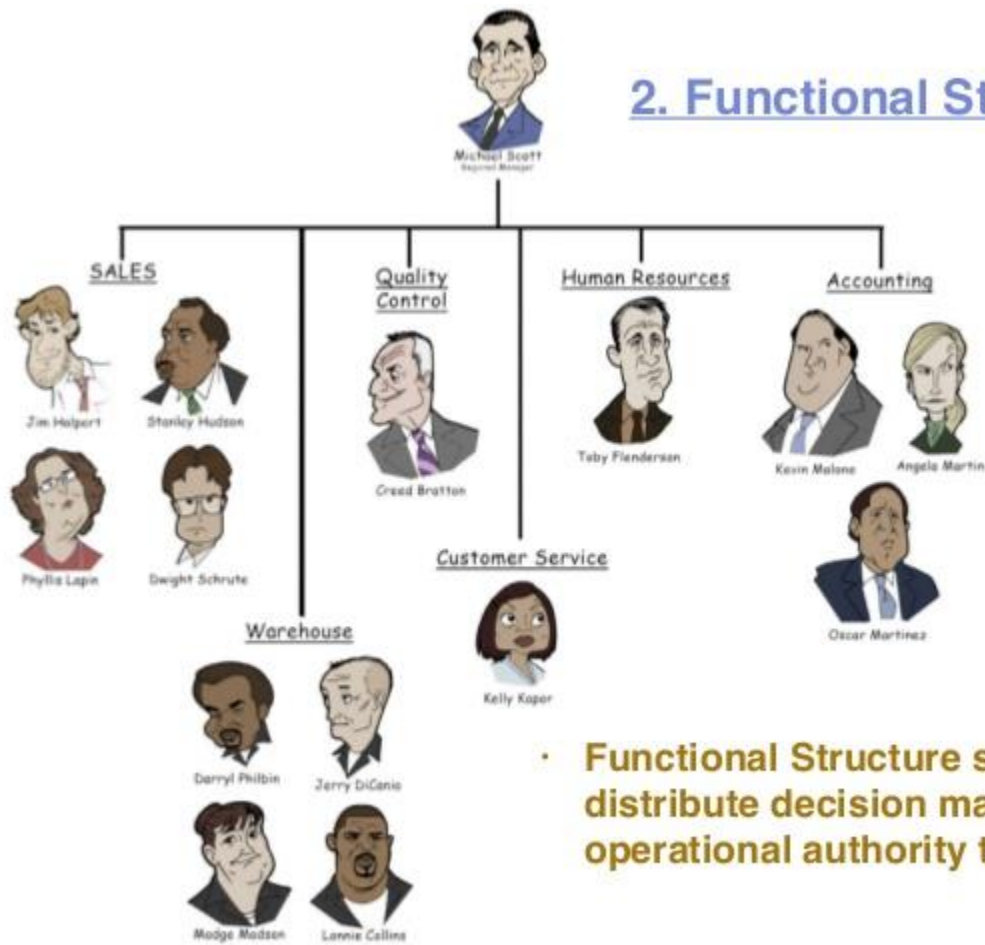 2. Functional St
Michael Scott
Regional Manager
SALES
Quality
Control
Human Resources
Accounting
Jim Halpert
Stanley Hudson
Creed Bratton
Toby Flenderson
Kevin Malone
Angela Martin
Phyllis Lapin
Dwight Schrute
Customer Service
Oscar Martinez
Warehouse
Kelly Kapor
Darryl Philbin
Jerry DiCanio
· Functional Structure s
distribute decision ma
operational authority t
Madge Madsen
Lonnie Collins